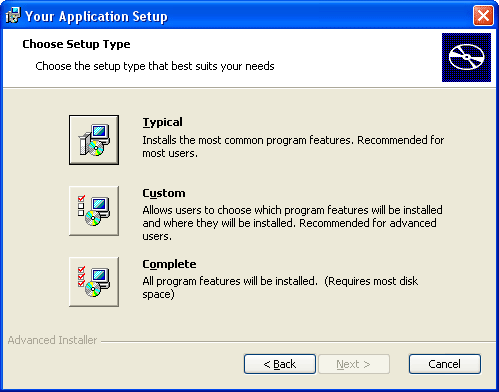 Your Application Setup
Choose Setup Type
Choose the setup type that best suits your needs
Typical
Installs the most common program features. Recommended for
most users.
Custom
Allows users to choose which program features will be installed
and where they will be installed. Recommended for advanced
users.
Complete
All program features will be installed.  (Requires most disk
space)
Advanced Installer
< Back
Next >
Cancel